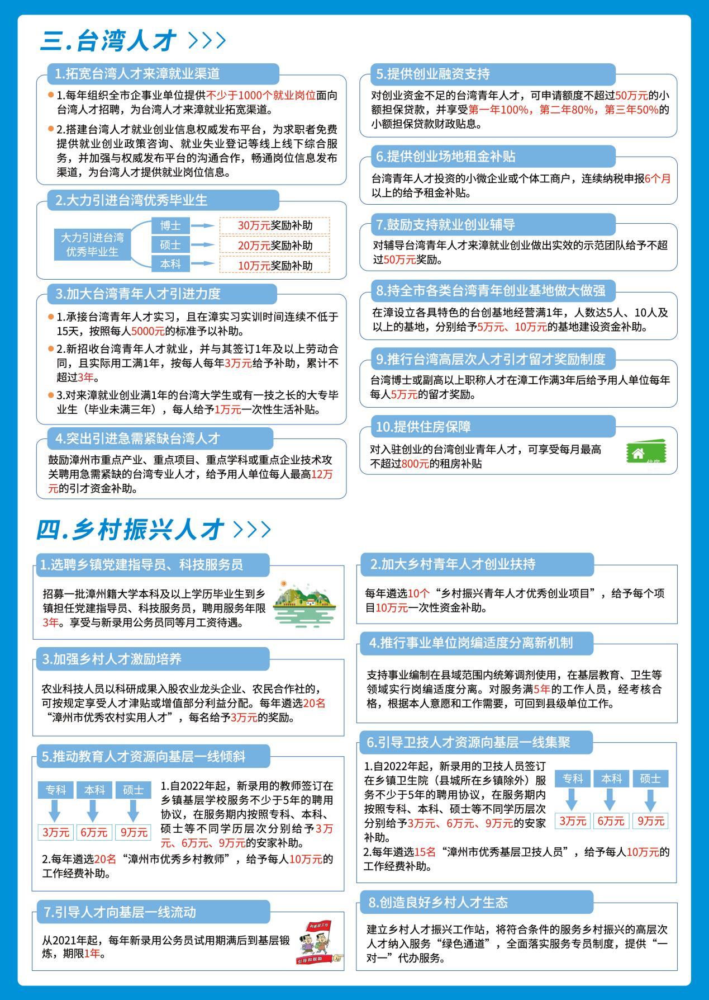 三.台湾人才 >>>
1.拓宽台湾人才来漳就业渠道
1.每年组织全市企事业单位提供不少于1000个就业岗位面向
台湾人才招聘，为台湾人才来漳就业拓宽渠道。
2.搭建台湾人才就业创业信息权威发布平台，为求职者免费
提供就业创业政策咨询、就业失业登记等线上线下综合服
务，并加强与权威发布平台的沟通合作，畅通岗位信息发布
渠道，为台湾人才提供就业岗位信息。
2.大力引进台湾优秀毕业生
大力引进台湾
优秀毕业生
博士
30万元奖励补助
硕士
20万元奖励补助
本科
10万元奖励补助
3.加大台湾青年人才引进力度
1.承接台湾青年人才实习，且在漳实习实训时间连续不低于
15天，按照每人5000元的标准予以补助。
2.新招收台湾青年人才就业，并与其签订1年及以上劳动合
同，且实际用工满1年，按每人每年3万元给予补助，累计不
超过3年。
3.对来漳就业创业满1年的台湾大学生或有一技之长的大专毕
业生（毕业未满三年），每人给予1万元一次性生活补贴。
4.突出引进急需紧缺台湾人才
鼓励漳州市重点产业、重点项目、重点学科或重点企业技术攻
关聘用急需紧缺的台湾专业人才，给予用人单位每人最高12万
元的引才资金补助。
5.提供创业融资支持
对创业资金不足的台湾青年人才，可申请额度不超过50万元的小
额担保贷款，并享受第一年100%，第二年80%，第三年50%的
小额担保贷款财政贴息。
6.提供创业场地租金补贴
台湾青年人才投资的小微企业或个体工商户，连续纳税申报6个月
以上的给予租金补贴。
7.鼓励支持就业创业辅导
对辅导台湾青年人才来漳就业创业做出实效的示范团队给予不超
过50万元奖励。
8.持全市各类台湾青年创业基地做大做强
在漳设立各具特色的台创基地经营满1年，人数达5人、10人及
以上的基地，分别给予5万元、10万元的基地建设资金补助。
9.推行台湾高层次人才引才留才奖励制度
台湾博士或副高以上职称人才在漳工作满3年后给予用人单位每年
每人5万元的留才奖励。
10.提供住房保障
对入驻创业的台湾创业青年人才，可享受每月最高
不超过800元的租房补贴
四.乡村振兴人才 >>>
1.选聘乡镇党建指导员、科技服务员
招募一批漳州籍大学本科及以上学历毕业生到乡
镇担任党建指导员、科技服务员，聘用服务年限
3年。享受与新录用公务员同等月工资待遇。
2.加大乡村青年人才创业扶持
每年遴选10个“乡村振兴青年人才优秀创业项目”，给予每个项
目10万元一次性资金补助。
3.加强乡村人才激励培养
农业科技人员以科研成果入股农业龙头企业、农民合作社的，
可按规定享受人才津贴或增值部分利益分配。每年遴选20名
“漳州市优秀农村实用人才”，每名给予3万元的奖励。
4.推行事业单位岗编适度分离新机制
支持事业编制在县域范围内统筹调剂使用，在基层教育、卫生等
领域实行岗编适度分离。对服务满5年的工作人员，经考核合
格，根据本人意愿和工作需要，可回到县级单位工作。
5.推动教育人才资源向基层一线倾斜
专科 本科 硕士
3万元 6万元 9万元
1.自2022年起，新录用的教师签订在
乡镇基层学校服务不少于5年的聘用
协议，在服务期内按照专科、本科、
硕士等不同学历层次分别给予3万
元、6万元、9万元的安家补助。
2.每年遴选20名“漳州市优秀乡村教师”，给予每人10万元的
工作经费补助。
6.引导卫技人才资源向基层一线集聚
1.自2022年起，新录用的卫技人员签订
在乡镇卫生院（县城所在乡镇除外）服
务不少于5年的聘用协议，在服务期内
按照专科、本科、硕士等不同学历层次
分别给予3万元、6万元、9万元的安家
补助。
专科 本科 硕士
3万元 6万元 9万元
2.每年遴选15名“漳州市优秀基层卫技人员”，给予每人10万元的
工作经费补助。
7.引导人才向基层一线流动
从2021年起，每年新录用公务员试用期满后到基层锻
炼，期限1年。
到基层工作
引导和鼓励
8.创造良好乡村人才生态
建立乡村人才振兴工作站，将符合条件的服务乡村振兴的高层次
人才纳入服务“绿色通道”，全面落实服务专员制度，提供“一
对一”代办服务。